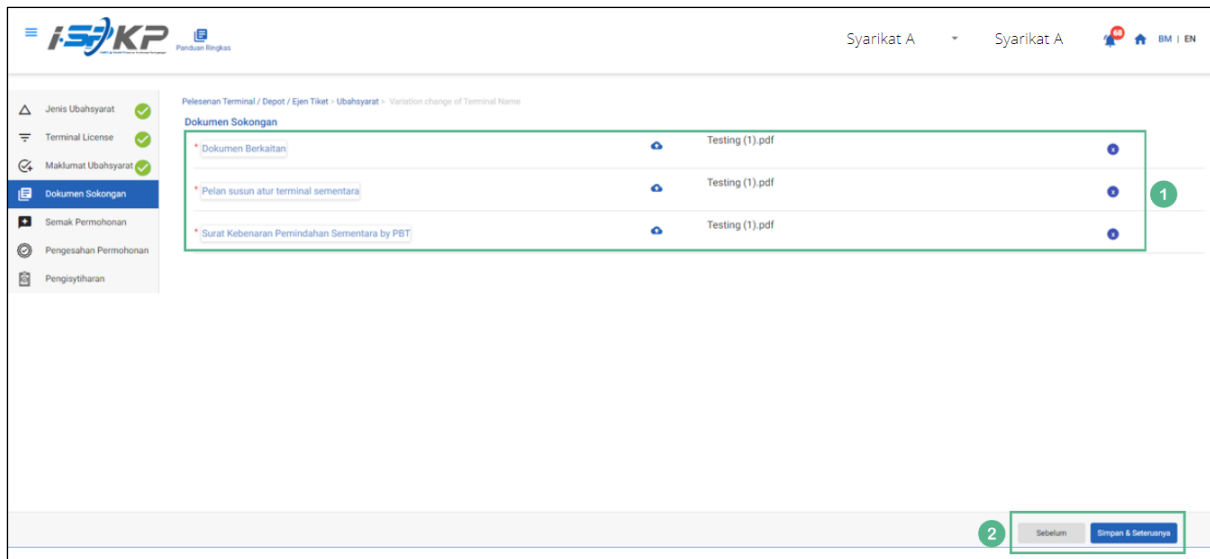 i-SPKP
Panduan Ringkas
Syarikat A
Syarikat A
68
BM | EN
Jenis Ubahsyarat
Terminal License
Maklumat Ubahsyarat
Dokumen Sokongan
Semak Permohonan
Pengesahan Permohonan
Pengisytiharan
Pelesenan Terminal / Depot / Ejen Tiket > Ubahsyarat > Variation change of Terminal Name
Dokumen Sokongan
* Dokumen Berkaitan Testing (1).pdf x
* Pelan susun atur terminal sementara Testing (1).pdf x
* Surat Kebenaran Pemindahan Sementara by PBT Testing (1).pdf x
1
2 Sebelum Simpan & Seterusnya